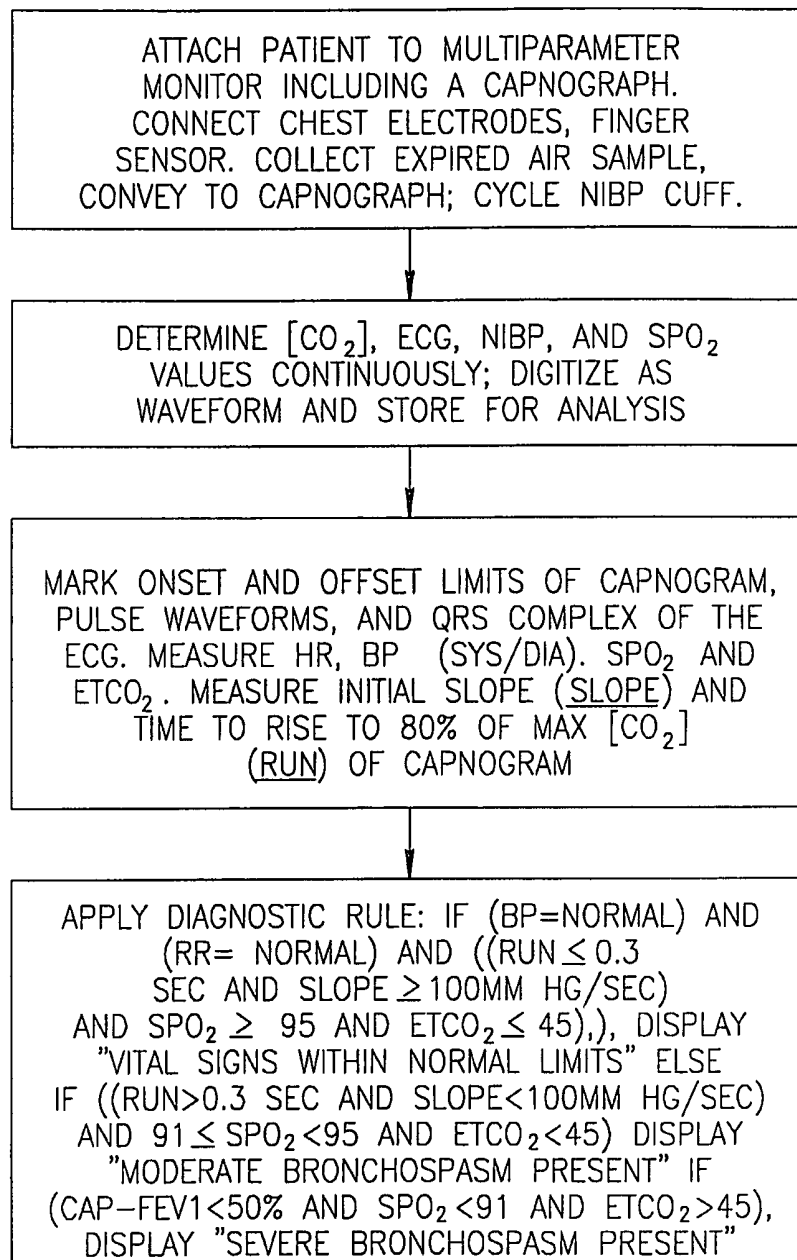 ATTACH PATIENT TO MULTIPARAMETER
MONITOR INCLUDING A CAPNOGRAPH.
CONNECT CHEST ELECTRODES, FINGER
SENSOR. COLLECT EXPIRED AIR SAMPLE,
CONVEY TO CAPNOGRAPH; CYCLE NIBP CUFF.
DETERMINE [CO₂], ECG, NIBP, AND SPO₂
VALUES CONTINUOUSLY; DIGITIZE AS
WAVEFORM AND STORE FOR ANALYSIS
MARK ONSET AND OFFSET LIMITS OF CAPNOGRAM,
PULSE WAVEFORMS, AND QRS COMPLEX OF THE
ECG. MEASURE HR, BP (SYS/DIA). SPO₂ AND
ETCO₂. MEASURE INITIAL SLOPE (SLOPE) AND
TIME TO RISE TO 80% OF MAX [CO₂]
(RUN) OF CAPNOGRAM
APPLY DIAGNOSTIC RULE: IF (BP=NORMAL) AND
(RR= NORMAL) AND ((RUN ≤ 0.3
SEC AND SLOPE ≥ 100MM HG/SEC)
AND SPO₂ ≥ 95 AND ETCO₂ ≤ 45),), DISPLAY
"VITAL SIGNS WITHIN NORMAL LIMITS" ELSE
IF ((RUN>0.3 SEC AND SLOPE<100MM HG/SEC)
AND 91 ≤ SPO₂<95 AND ETCO₂<45) DISPLAY
"MODERATE BRONCHOSPASM PRESENT" IF
(CAP-FEV1<50% AND SPO₂<91 AND ETCO₂>45),
DISPLAY "SEVERE BRONCHOSPASM PRESENT"